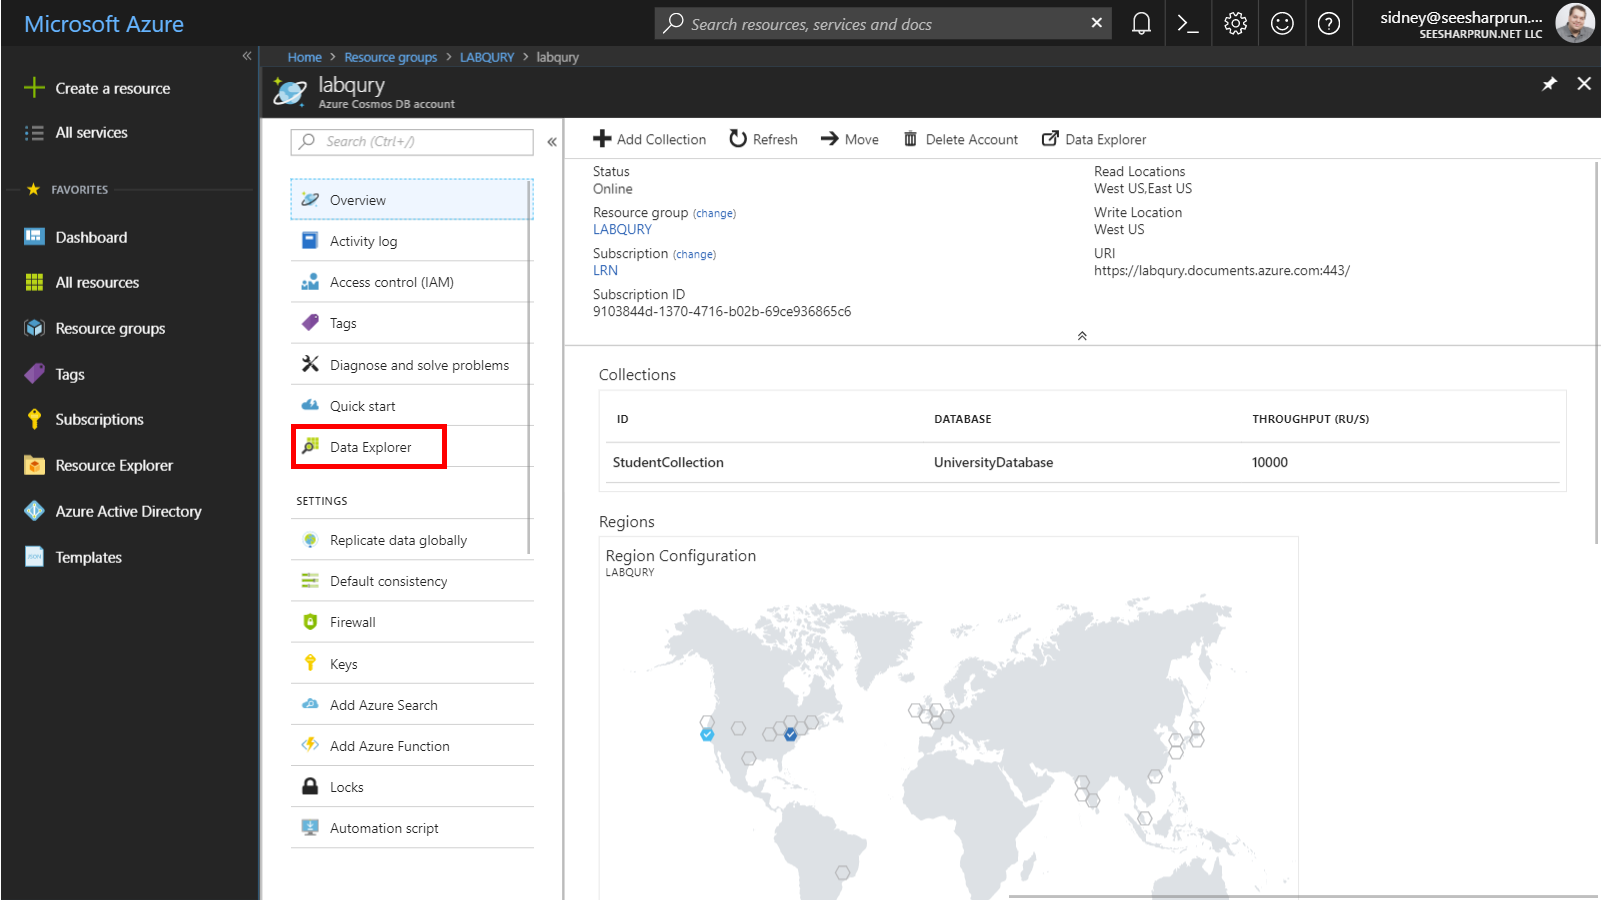 Microsoft Azure
Search resources, services and docs
sidney@seesharprun....
SEESHARPRUN.NET LLC
Create a resource
All services
FAVORITES
Dashboard
All resources
Resource groups
Tags
Subscriptions
Resource Explorer
Azure Active Directory
Templates
Home > Resource groups > LABQURY > labqury
labqury
Azure Cosmos DB account
Search (Ctrl+/)
Overview
Activity log
Access control (IAM)
Tags
Diagnose and solve problems
Quick start
Data Explorer
SETTINGS
Replicate data globally
Default consistency
Firewall
Keys
Add Azure Search
Add Azure Function
Locks
Automation script
Add Collection Refresh Move Delete Account Data Explorer
Status
Online
Resource group (change)
LABQURY
Subscription (change)
LRN
Subscription ID
9103844d-1370-4716-b02b-69ce936865c6
Read Locations
West US,East US
Write Location
West US
URI
https://labqury.documents.azure.com:443/
Collections
ID DATABASE THROUGHPUT (RU/S)
StudentCollection UniversityDatabase 10000
Regions
Region Configuration
LABQURY